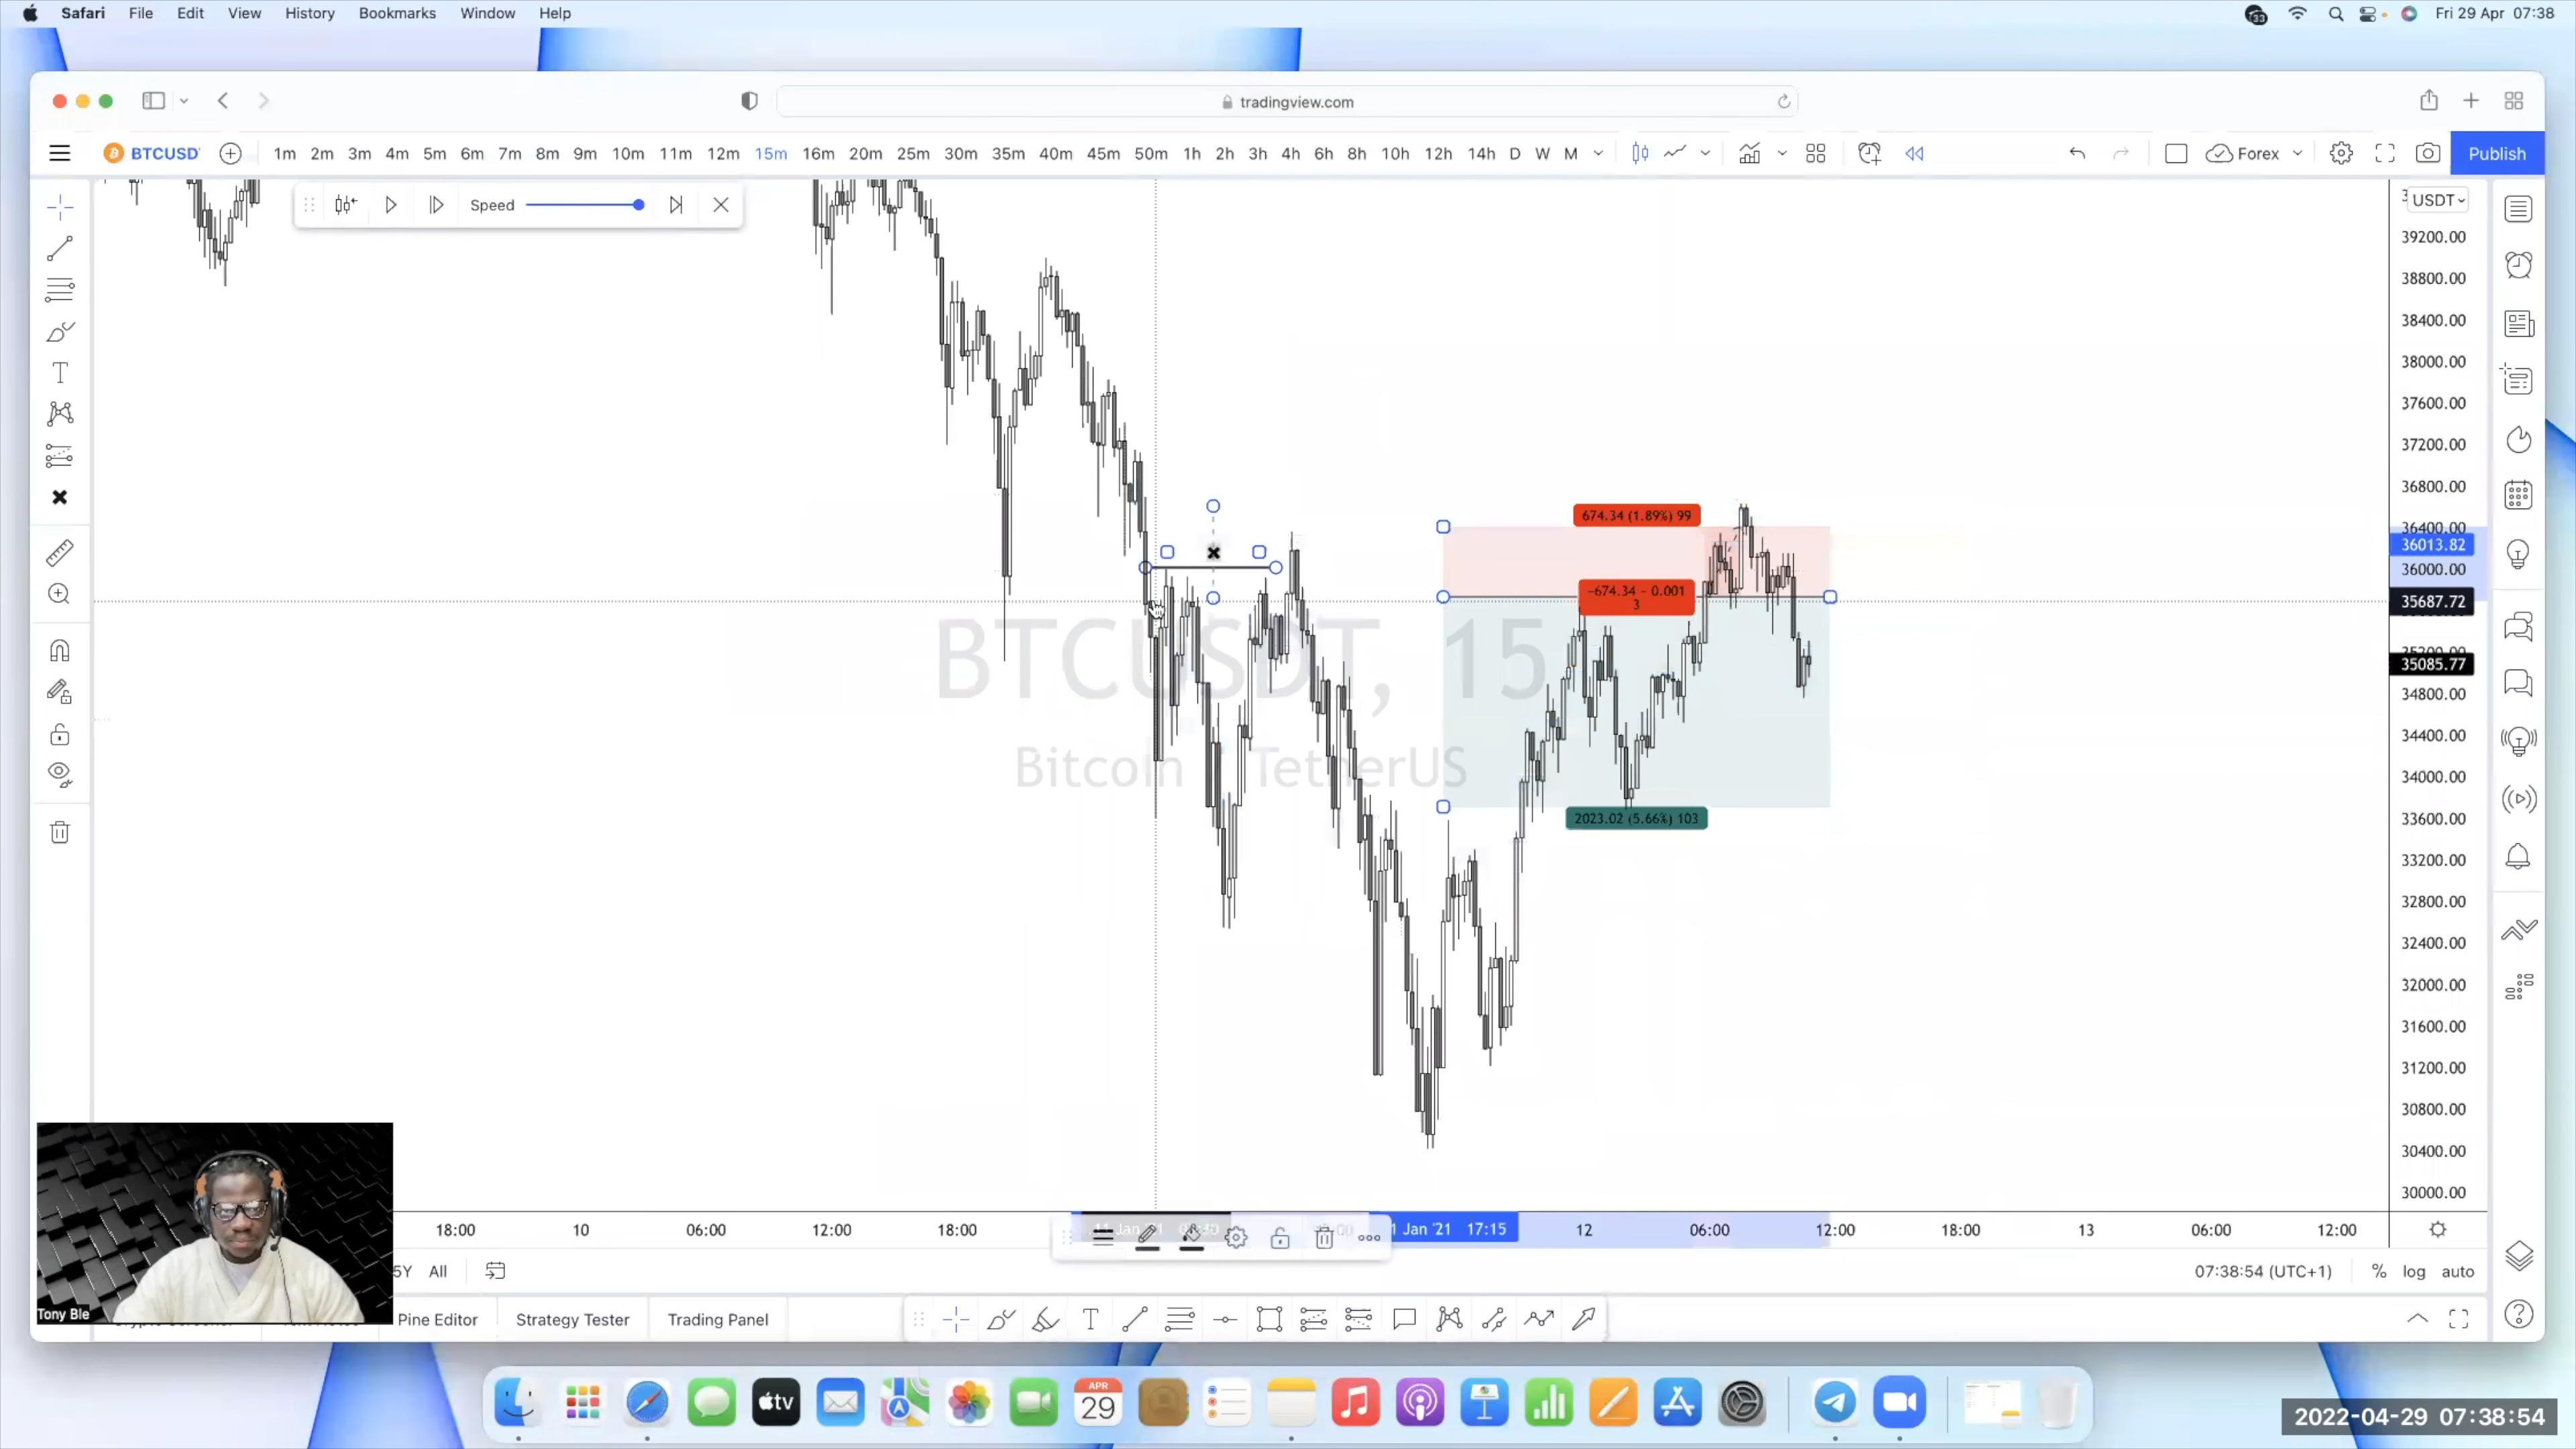 Safari File Edit View History Bookmarks Window Help
33
Fri 29 Apr 07:38
tradingview.com
BTCUSD
1m 2m 3m 4m 5m 6m 7m 8m 9m 10m 11m 12m 15m 16m 20m 25m 30m 35m 40m 45m 50m 1h 2h 3h 4h 6h 8h 10h 12h 14h D W M
Forex
Publish
Speed
USDT
39200.00
38800.00
38400.00
38000.00
37600.00
37200.00
36800.00
36400.00
36013.82
36000.00
35687.72
35085.77
34800.00
34400.00
34000.00
33600.00
33200.00
32800.00
32400.00
32000.00
31600.00
31200.00
30800.00
30400.00
30000.00
674.34 (1.89%) 99
−674.34 − 0.001
3
2023.02 (5.66%) 103
BTCUSDT, 15
Bitcoin TetherUS
18:00 10 06:00 12:00 18:00
1 Jan '21 17:15
12 06:00 12:00 18:00 13 06:00 12:00
5Y All
07:38:54 (UTC+1)
% log auto
Tony Ble
Pine Editor Strategy Tester Trading Panel
tv
APR
29
2022-04-29 07:38:54